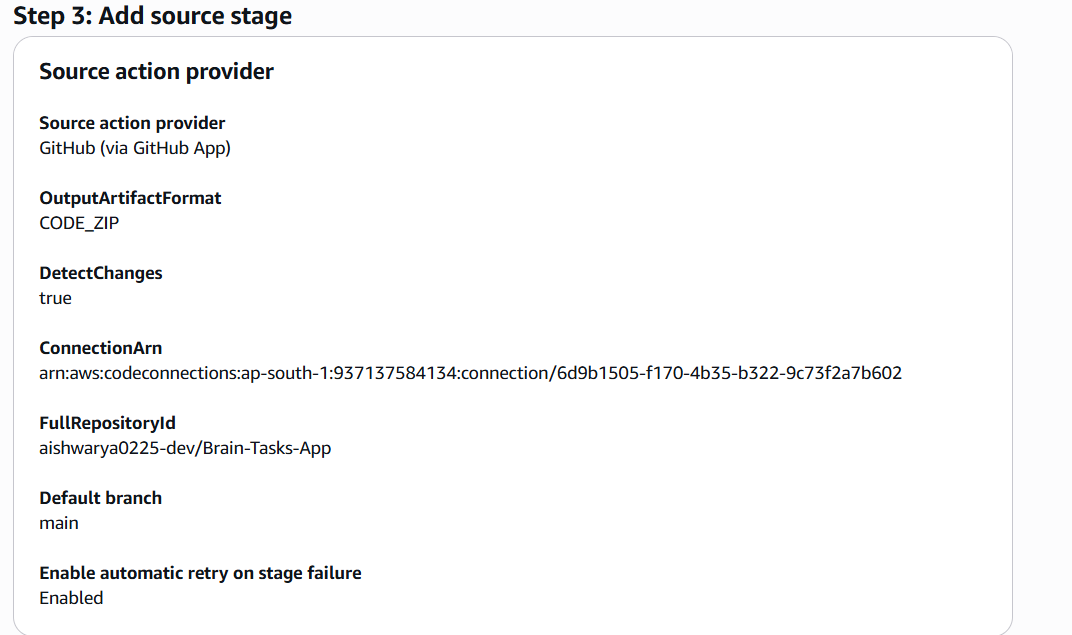 Step 3: Add source stage
Source action provider
Source action provider
GitHub (via GitHub App)
OutputArtifactFormat
CODE_ZIP
DetectChanges
true
ConnectionArn
arn:aws:codeconnections:ap-south-1:937137584134:connection/6d9b1505-f170-4b35-b322-9c73f2a7b602
FullRepositoryId
aishwarya0225-dev/Brain-Tasks-App
Default branch
main
Enable automatic retry on stage failure
Enabled